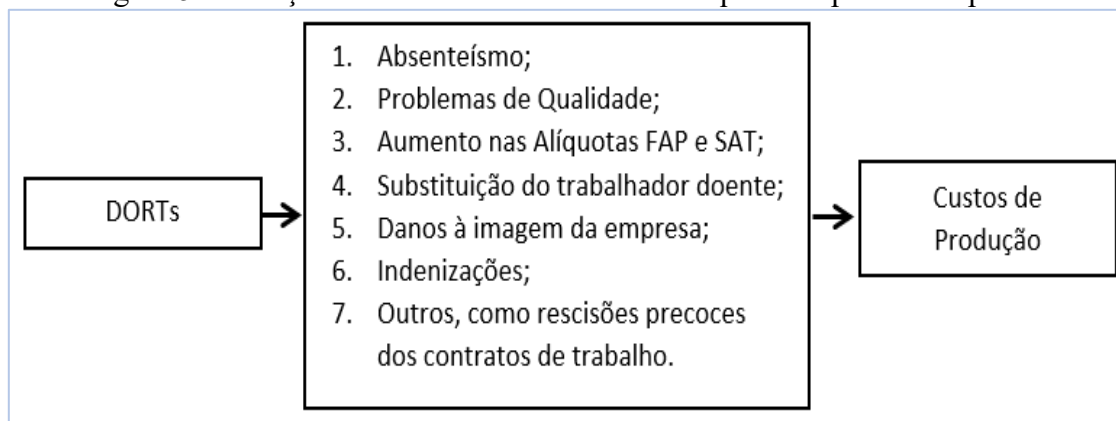 1. Absenteísmo;
2. Problemas de Qualidade;
3. Aumento nas Alíquotas FAP e SAT;
4. Substituição do trabalhador doente;
5. Danos à imagem da empresa;
6. Indenizações;
7. Outros, como rescisões precoces
dos contratos de trabalho.
DORTs
Custos de
Produção